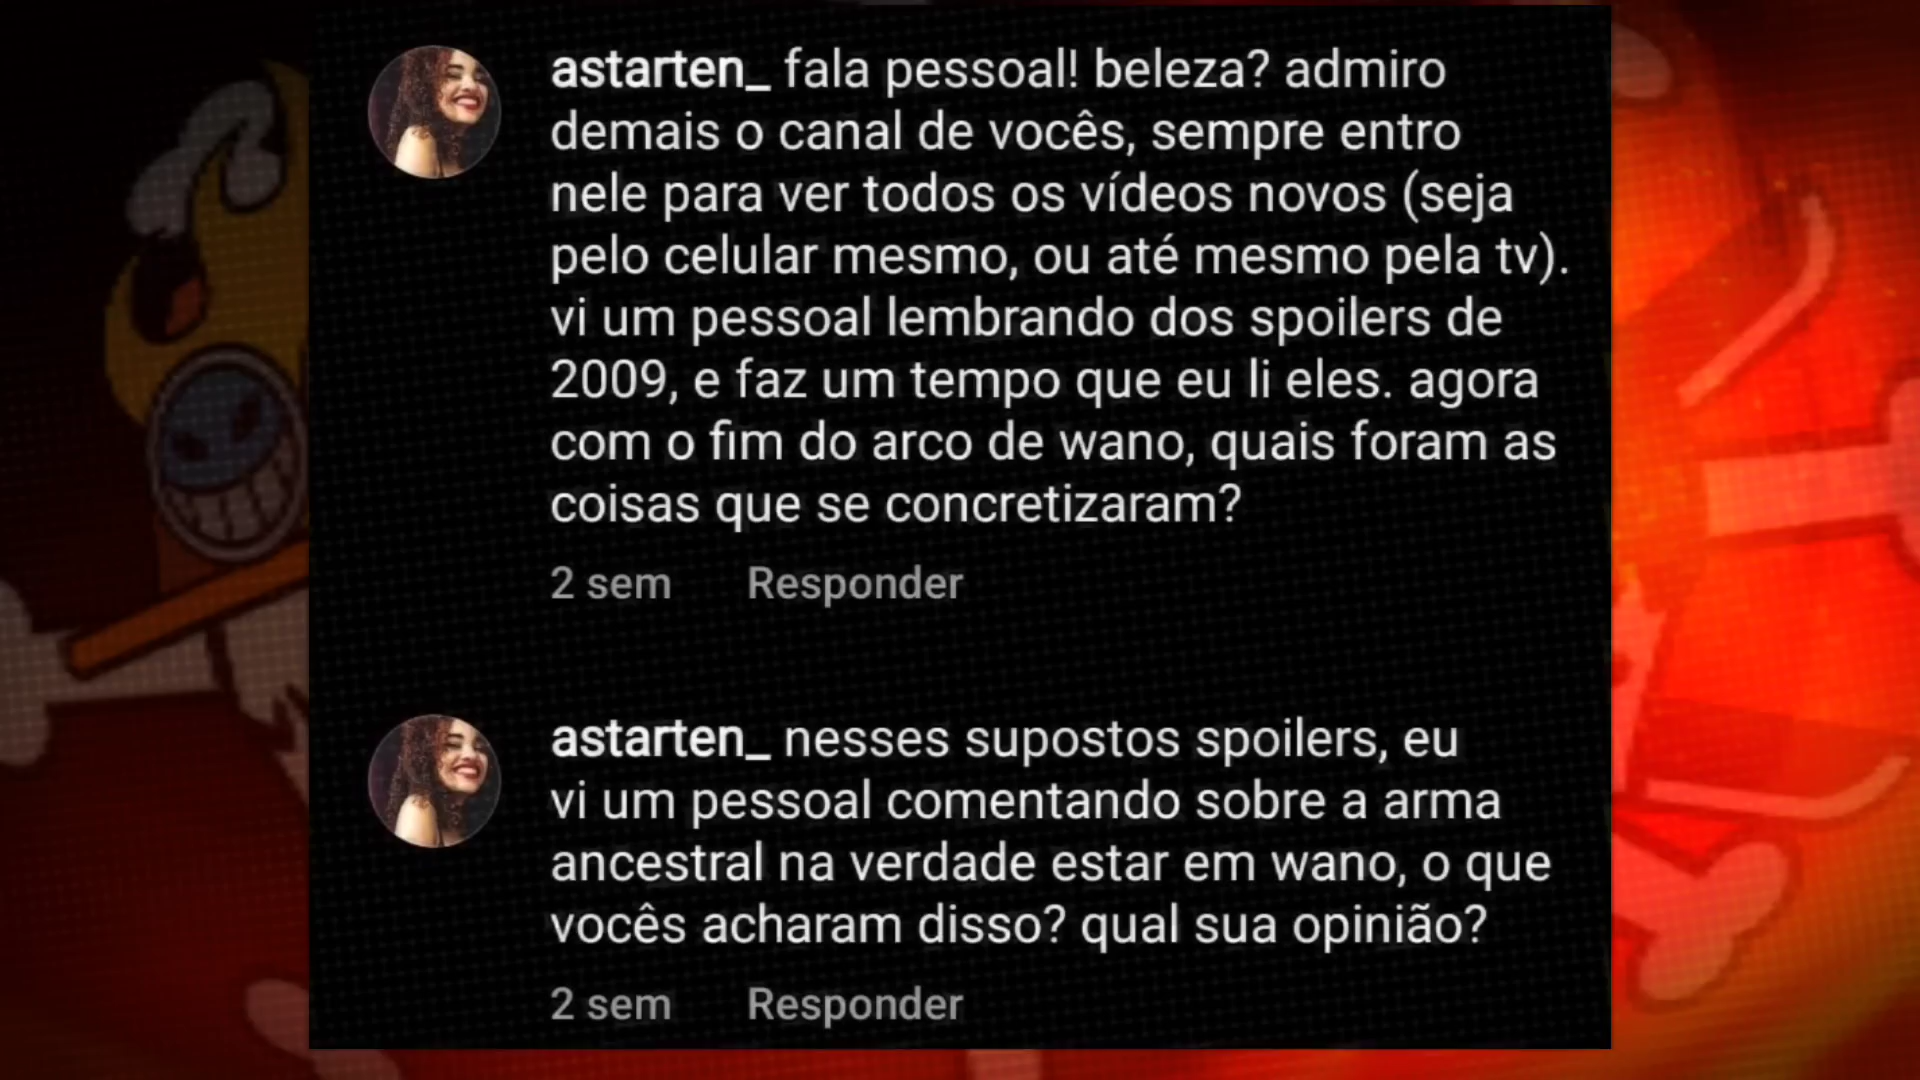 astarten_ fala pessoal! beleza? admiro
demais o canal de vocês, sempre entro
nele para ver todos os vídeos novos (seja
pelo celular mesmo, ou até mesmo pela tv).
vi um pessoal lembrando dos spoilers de
2009, e faz um tempo que eu li eles. agora
com o fim do arco de wano, quais foram as
coisas que se concretizaram?
2 sem Responder
astarten_ nesses supostos spoilers, eu
vi um pessoal comentando sobre a arma
ancestral na verdade estar em wano, o que
vocês acharam disso? qual sua opinião?
2 sem Responder